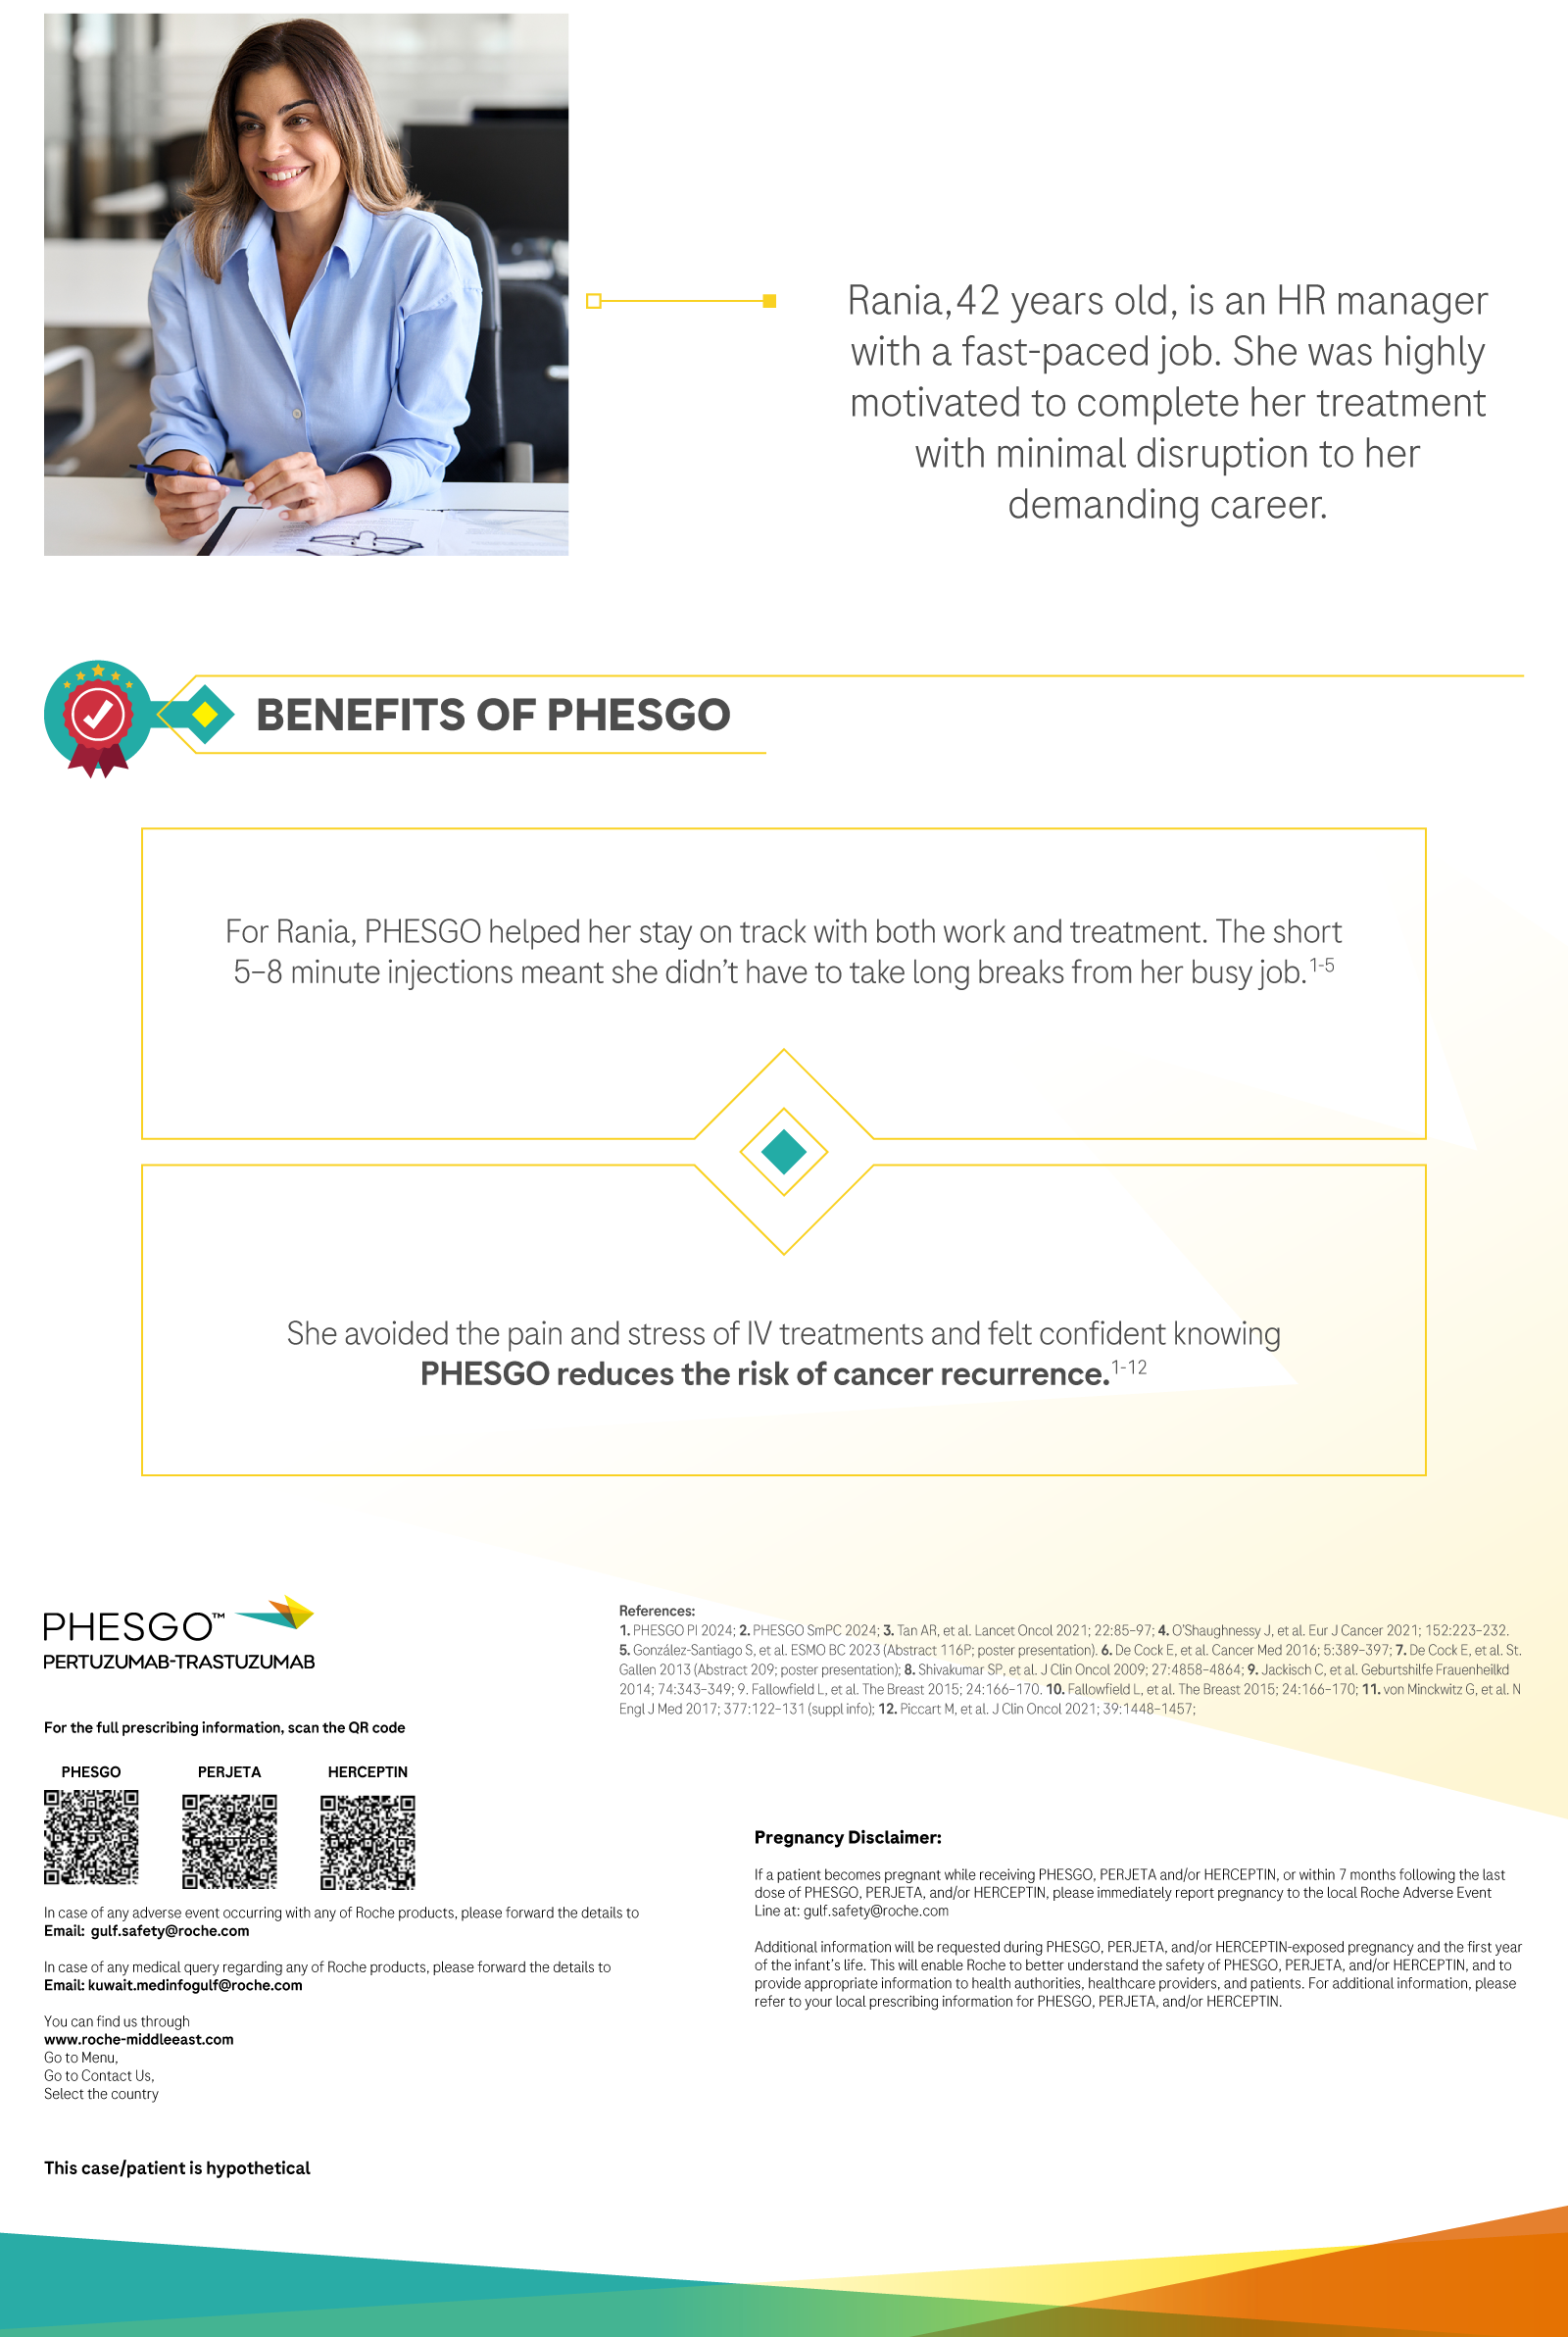 Rania,42 years old, is an HR manager
with a fast-paced job. She was highly
motivated to complete her treatment
with minimal disruption to her
demanding career.
BENEFITS OF PHESGO
For Rania, PHESGO helped her stay on track with both work and treatment. The short
5–8 minute injections meant she didn’t have to take long breaks from her busy job.1-5
She avoided the pain and stress of IV treatments and felt confident knowing
PHESGO reduces the risk of cancer recurrence.1-12
PHESGO™
PERTUZUMAB-TRASTUZUMAB
References:
1. PHESGO PI 2024; 2. PHESGO SmPC 2024; 3. Tan AR, et al. Lancet Oncol 2021; 22:85–97; 4. O’Shaughnessy J, et al. Eur J Cancer 2021; 152:223–232.
5. González-Santiago S, et al. ESMO BC 2023 (Abstract 116P; poster presentation). 6. De Cock E, et al. Cancer Med 2016; 5:389–397; 7. De Cock E, et al. St.
Gallen 2013 (Abstract 209; poster presentation); 8. Shivakumar SP, et al. J Clin Oncol 2009; 27:4858–4864; 9. Jackisch C, et al. Geburtshilfe Frauenheilkd
2014; 74:343–349; 9. Fallowfield L, et al. The Breast 2015; 24:166–170. 10. Fallowfield L, et al. The Breast 2015; 24:166–170; 11. von Minckwitz G, et al. N
Engl J Med 2017; 377:122–131 (suppl info); 12. Piccart M, et al. J Clin Oncol 2021; 39:1448–1457;
For the full prescribing information, scan the QR code
PHESGO PERJETA HERCEPTIN
In case of any adverse event occurring with any of Roche products, please forward the details to
Email: gulf.safety@roche.com
In case of any medical query regarding any of Roche products, please forward the details to
Email: kuwait.medinfogulf@roche.com
You can find us through
www.roche-middleeast.com
Go to Menu,
Go to Contact Us,
Select the country
Pregnancy Disclaimer:
If a patient becomes pregnant while receiving PHESGO, PERJETA and/or HERCEPTIN, or within 7 months following the last
dose of PHESGO, PERJETA, and/or HERCEPTIN, please immediately report pregnancy to the local Roche Adverse Event
Line at: gulf.safety@roche.com
Additional information will be requested during PHESGO, PERJETA, and/or HERCEPTIN-exposed pregnancy and the first year
of the infant’s life. This will enable Roche to better understand the safety of PHESGO, PERJETA, and/or HERCEPTIN, and to
provide appropriate information to health authorities, healthcare providers, and patients. For additional information, please
refer to your local prescribing information for PHESGO, PERJETA, and/or HERCEPTIN.
This case/patient is hypothetical